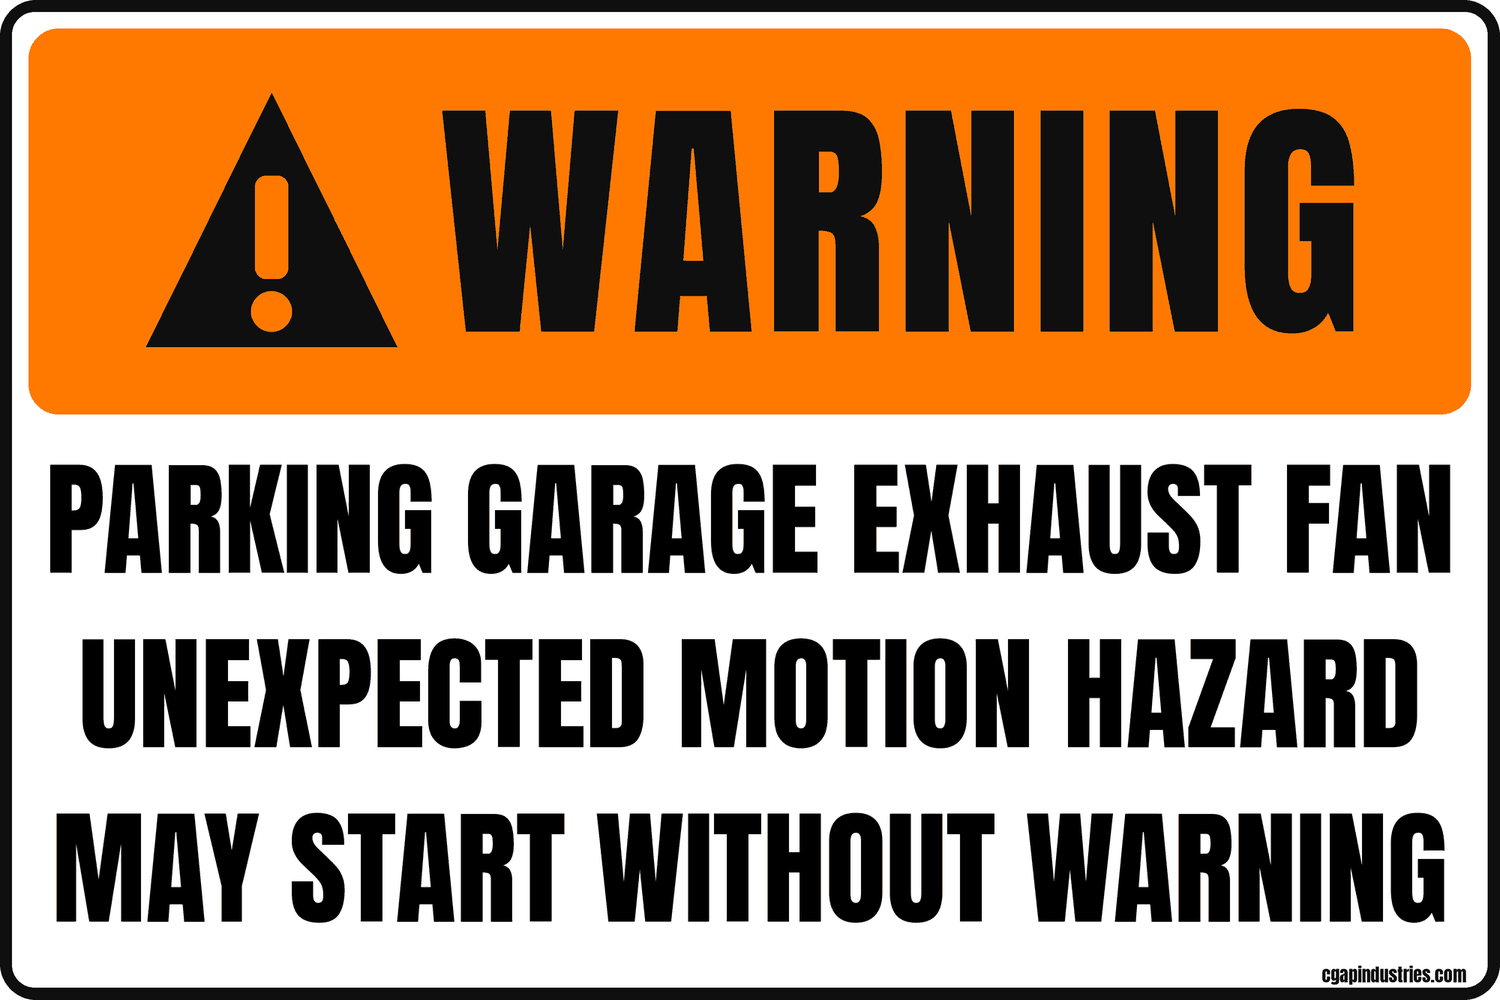 WARNING
PARKING GARAGE EXHAUST FAN
UNEXPECTED MOTION HAZARD
MAY START WITHOUT WARNING
cgapindustries.com